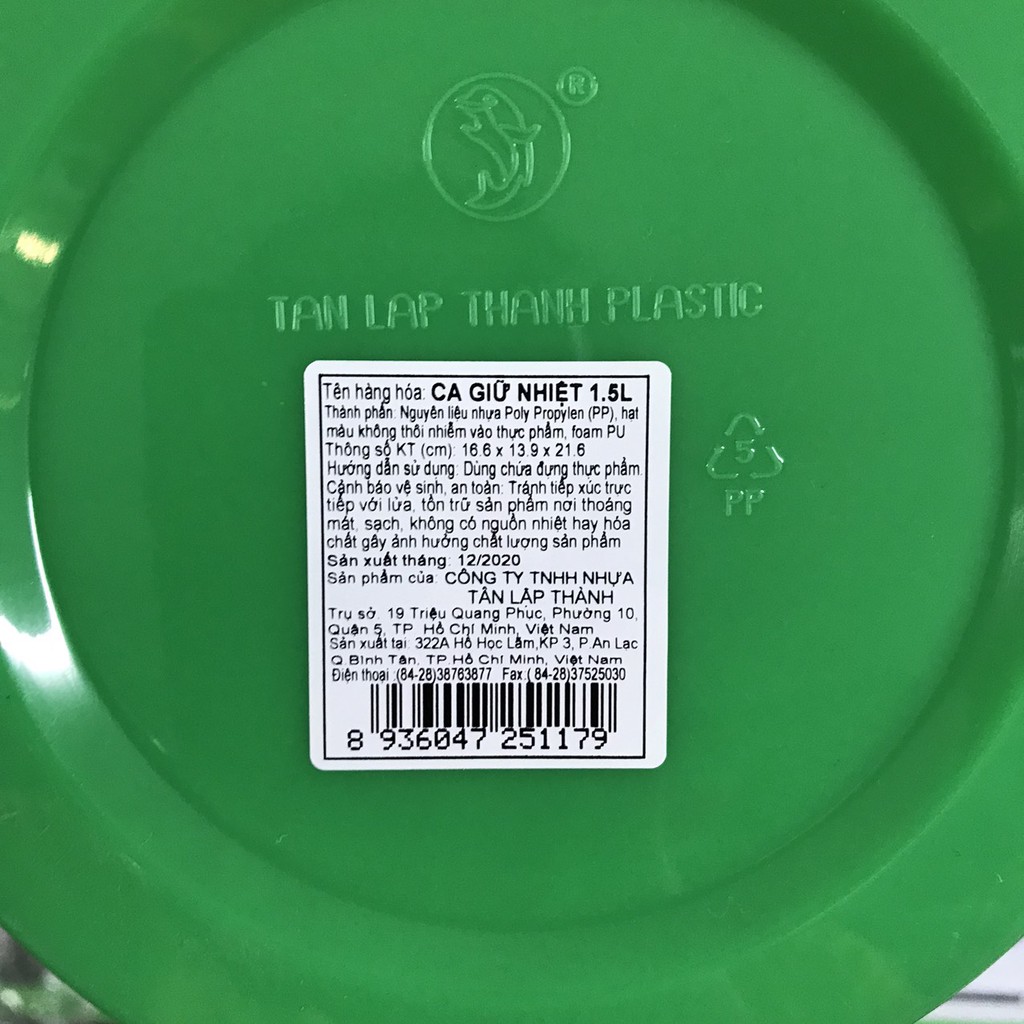 ®
TAN LAP THANH PLASTIC
Tên hàng hóa: CA GIỮ NHIỆT 1.5L
Thành phần: Nguyên liệu nhựa Poly Propylen (PP), hạt
màu không thôi nhiễm vào thực phẩm, foam PU
Thông số KT (cm): 16.6 x 13.9 x 21.6
Hướng dẫn sử dụng: Dùng chứa đựng thực phẩm.
Cảnh báo vệ sinh, an toàn: Tránh tiếp xúc trực
tiếp với lửa, tồn trữ sản phẩm nơi thoáng
mát, sạch, không có nguồn nhiệt hay hóa
chất gây ảnh hưởng chất lượng sản phẩm
Sản xuất tháng: 12/2020
Sản phẩm của: CÔNG TY TNHH NHỰA
TÂN LẬP THÀNH
Trụ sở: 19 Triệu Quang Phục, Phường 10,
Quận 5, TP Hồ Chí Minh, Việt Nam
Sản xuất tại: 322A Hồ Học Lãm,KP 3, P.An Lạc
Q.Bình Tân, TP.Hồ Chí Minh, Việt Nam
Điện thoại :(84-28)38763877 Fax:( 84-28)37525030
8 936047 251179
5
PP